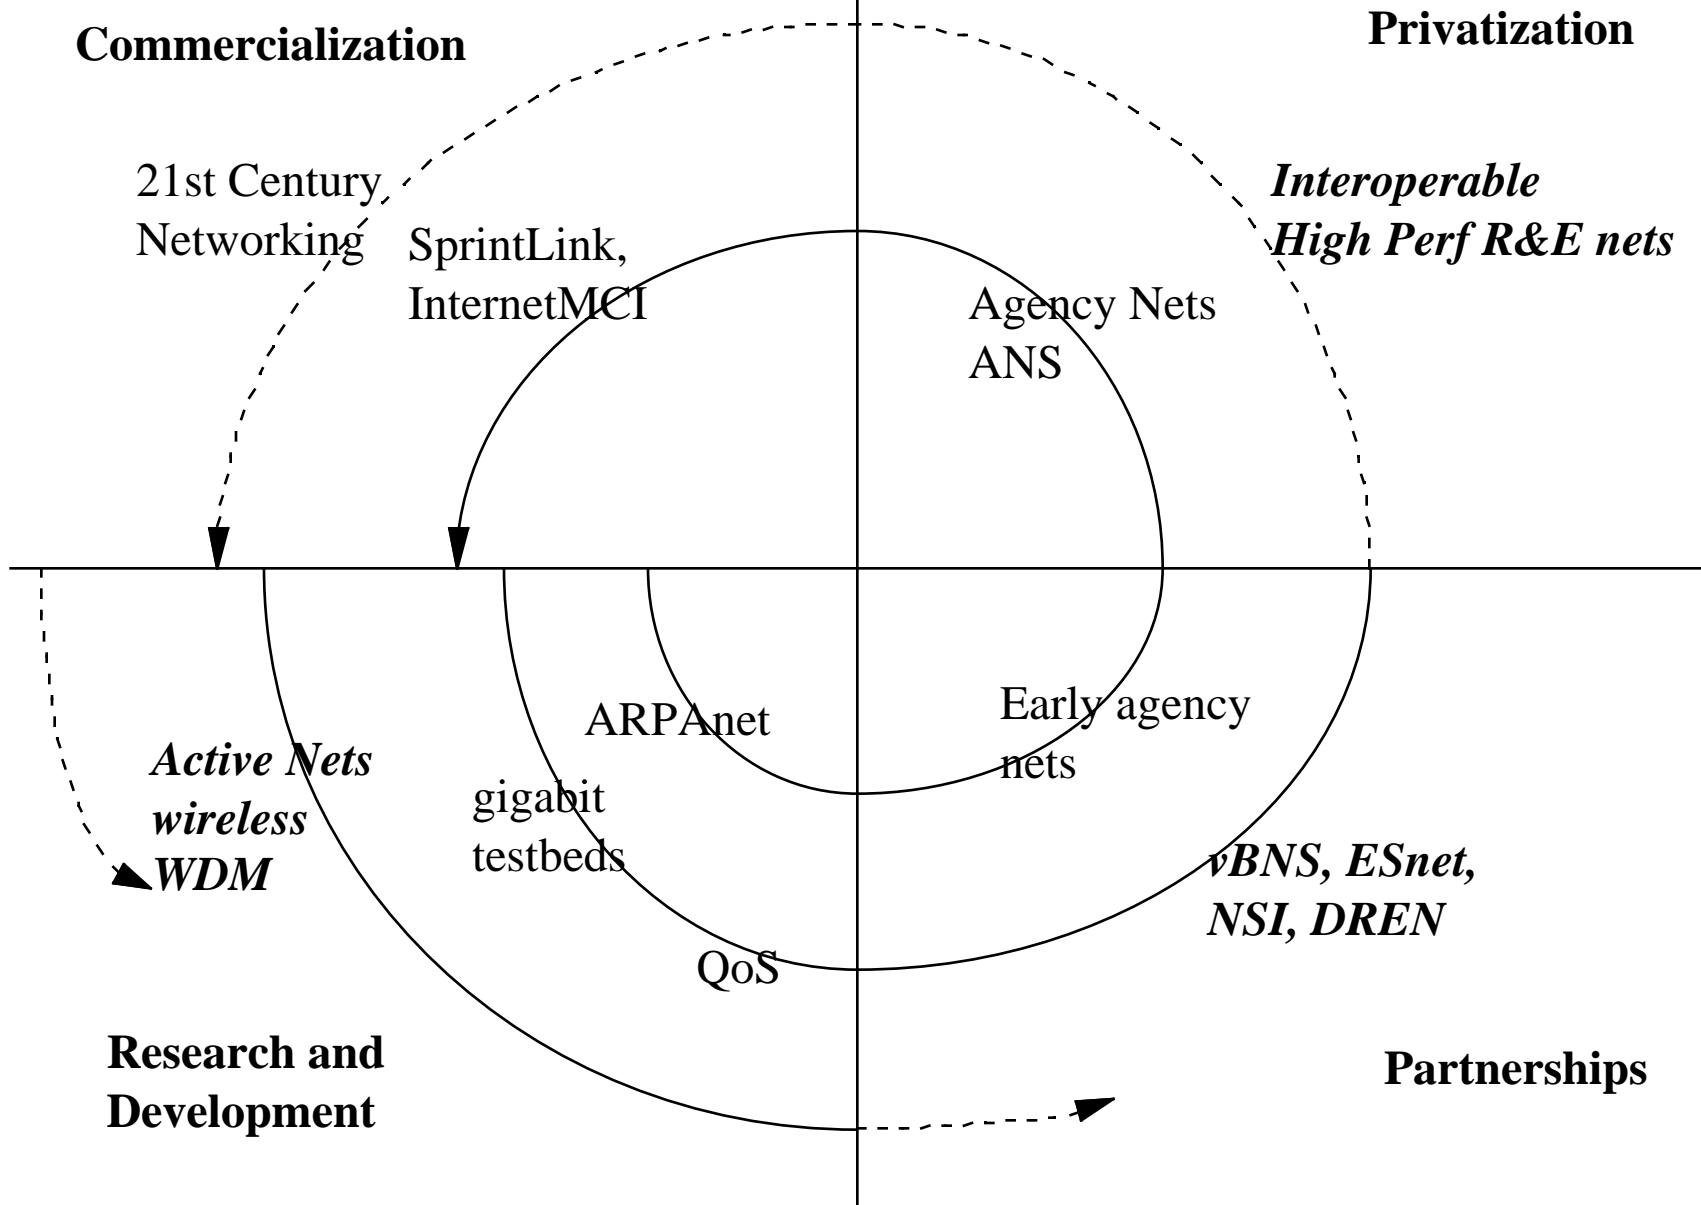 Commercialization
Privatization
21st Century
Networking
SprintLink,
InternetMCI
Interoperable
High Perf R&E nets
Agency Nets
ANS
ARPAnet
Early agency
nets
Active Nets
wireless
WDM
gigabit
testbeds
vBNS, ESnet,
NSI, DREN
QoS
Research and
Development
Partnerships